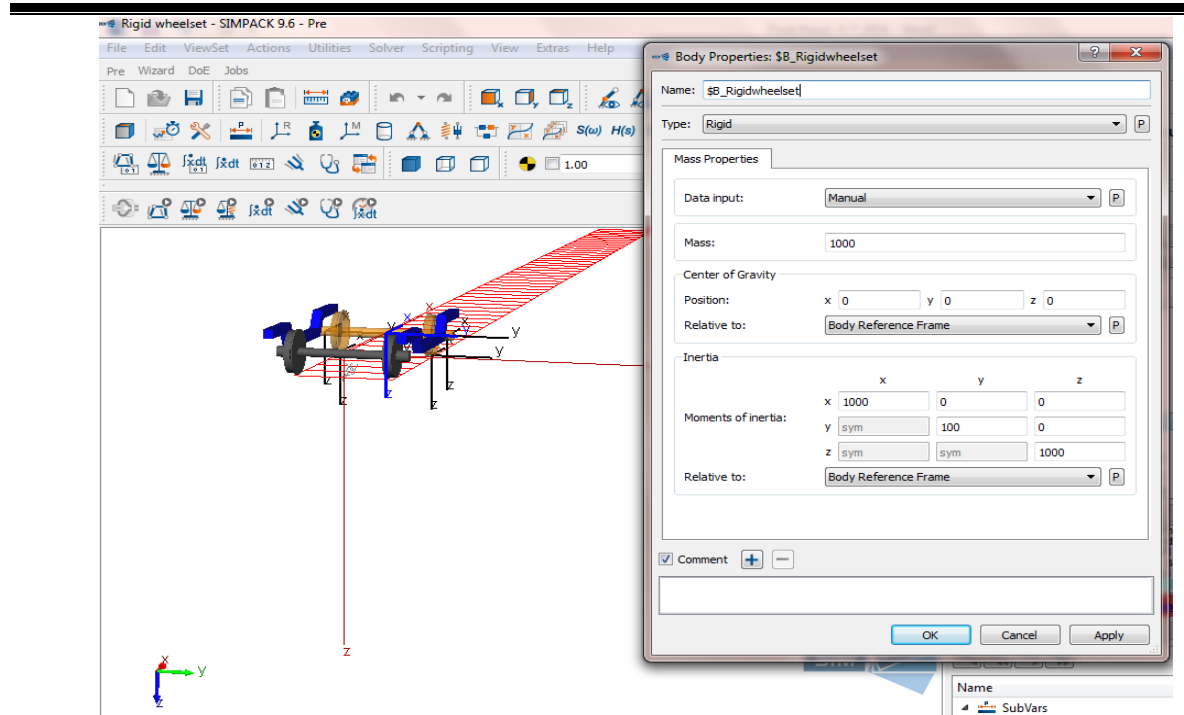 Rigid wheelset - SIMPACK 9.6 - Pre
File Edit ViewSet Actions Utilities Solver Scripting View Extras Help
Pre Wizard DoE Jobs
S(ω) H(s)
1.00
Body Properties: $B_Rigidwheelset
Name: $B_Rigidwheelset
Type: Rigid P
Mass Properties
Data input: Manual P
Mass: 1000
Center of Gravity
Position: x 0 y 0 z 0
Relative to: Body Reference Frame P
Inertia
x y z
x 1000 0 0
Moments of inertia:
y sym 100 0
z sym sym 1000
Relative to: Body Reference Frame P
Comment
OK Cancel Apply
x
x
x
y
y
y
z
z
z
z
z
z
x
y
z
Name
SubVars